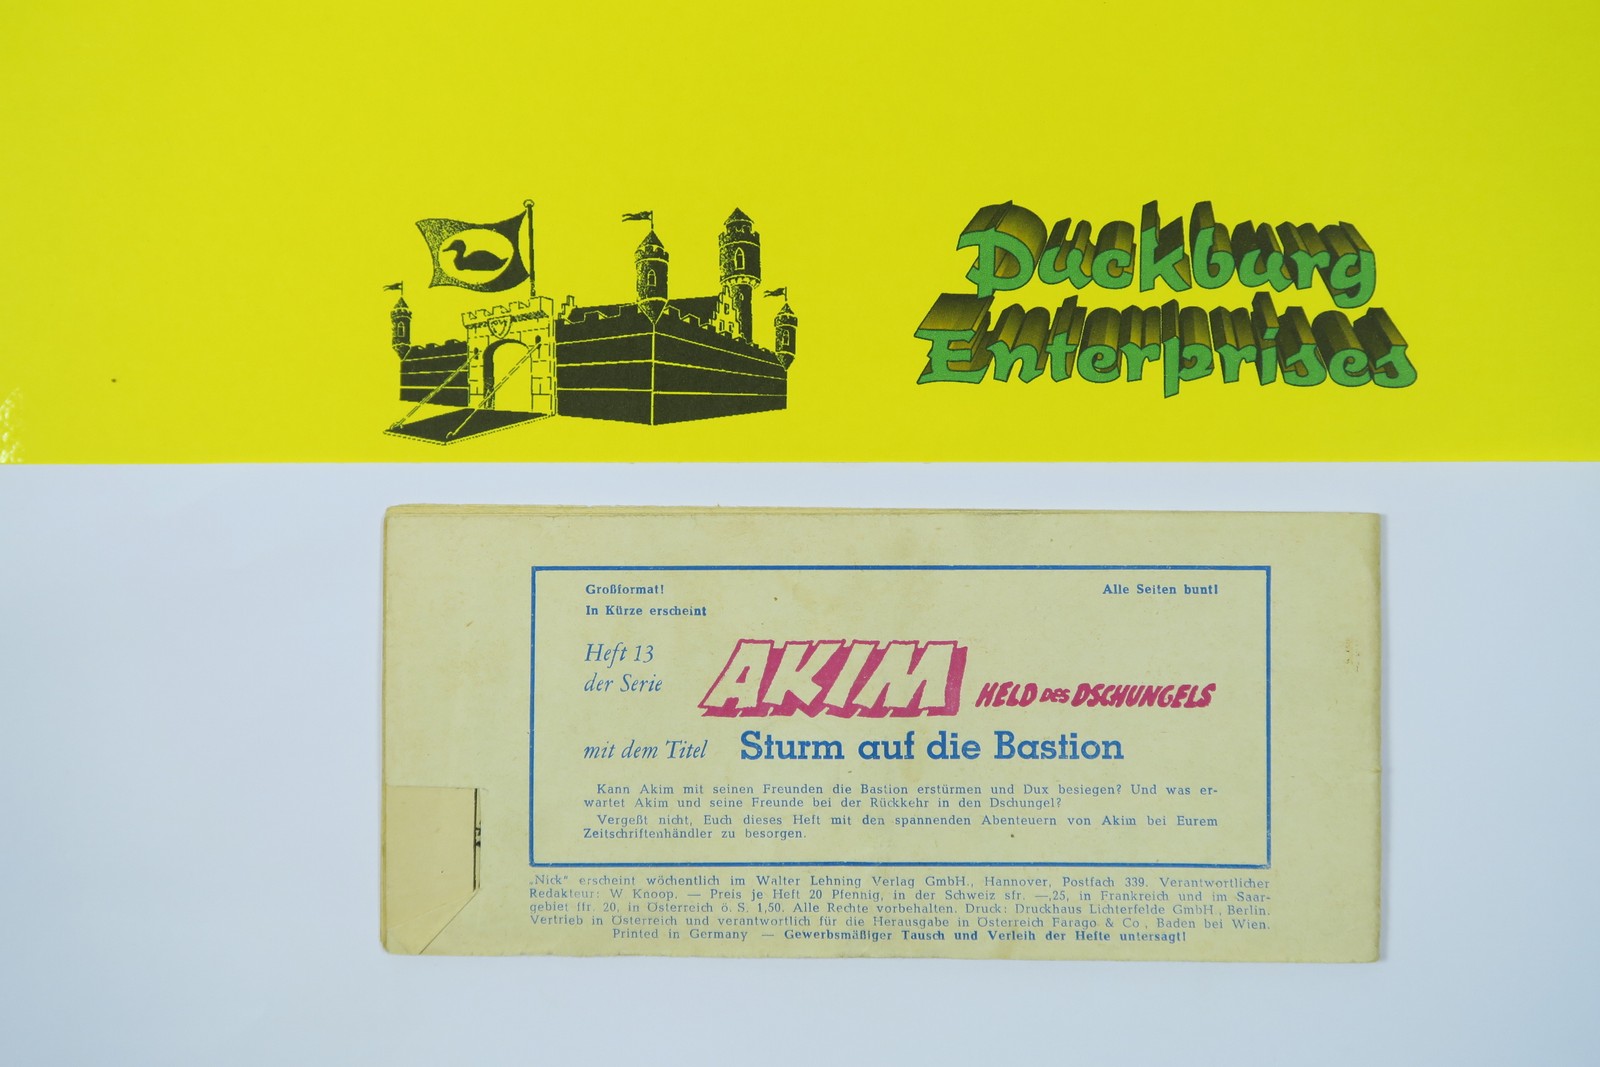 Duckburg
Enterprises
Großformat!
Alle Seiten bunt!
In Kürze erscheint
Heft 13
der Serie
AKIM HELD DES DSCHUNGELS
mit dem Titel Sturm auf die Bastion
Kann Akim mit seinen Freunden die Bastion erstürmen und Dux besiegen? Und was er-
wartet Akim und seine Freunde bei der Rückkehr in den Dschungel?
Vergeßt nicht, Euch dieses Heft mit den spannenden Abenteuern von Akim bei Eurem
Zeitschriftenhändler zu besorgen.
„Nick“ erscheint wöchentlich im Walter Lehning Verlag GmbH., Hannover, Postfach 339. Verantwortlicher
Redakteur: W. Knoop. — Preis je Heft 20 Pfennig, in der Schweiz sfr. —,25, in Frankreich und im Saar-
gebiet ffr. 20, in Österreich ö. S. 1,50. Alle Rechte vorbehalten. Druck: Druckhaus Lichterfelde GmbH., Berlin.
Vertrieb in Österreich und verantwortlich für die Herausgabe in Österreich Farago & Co., Baden bei Wien.
Printed in Germany — Gewerbsmäßiger Tausch und Verleih der Hefte untersagt!